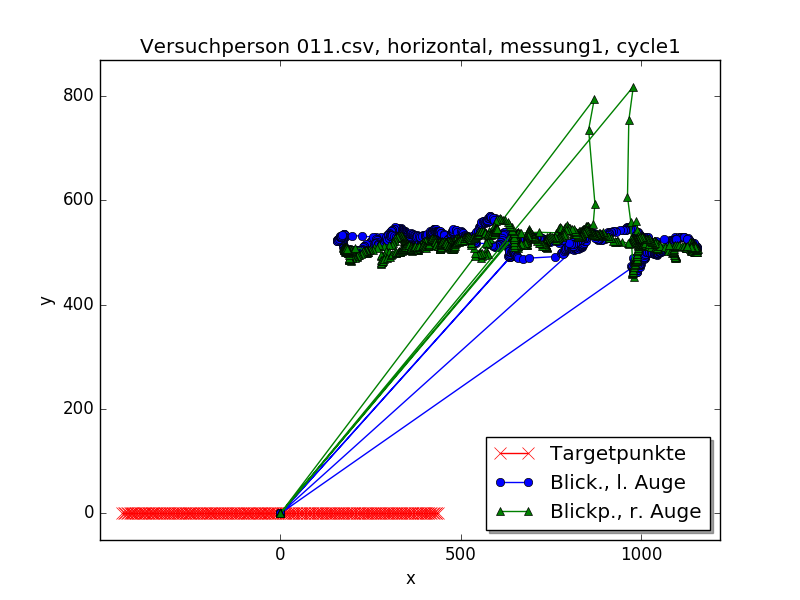 Versuchperson 011.csv, horizontal, messung1, cycle1
800
600
400
200
0
y
0
500
1000
x
Targetpunkte
Blick., l. Auge
Blickp., r. Auge